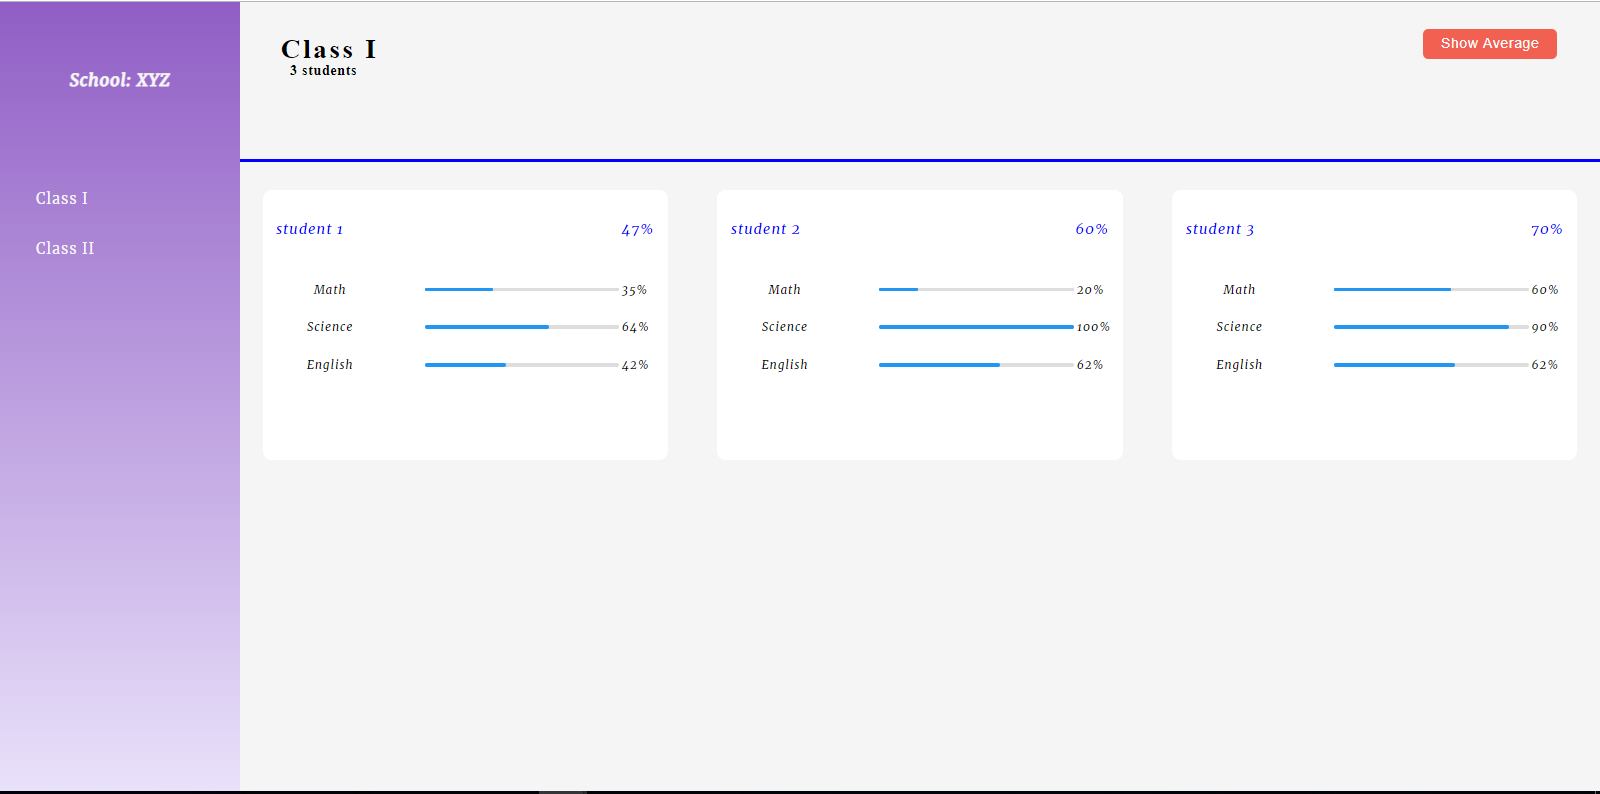 School: XYZ
Class I
Class II
Class I
3 students
Show Average
student 1 47%
Math 35%
Science 64%
English 42%
student 2 60%
Math 20%
Science 100%
English 62%
student 3 70%
Math 60%
Science 90%
English 62%